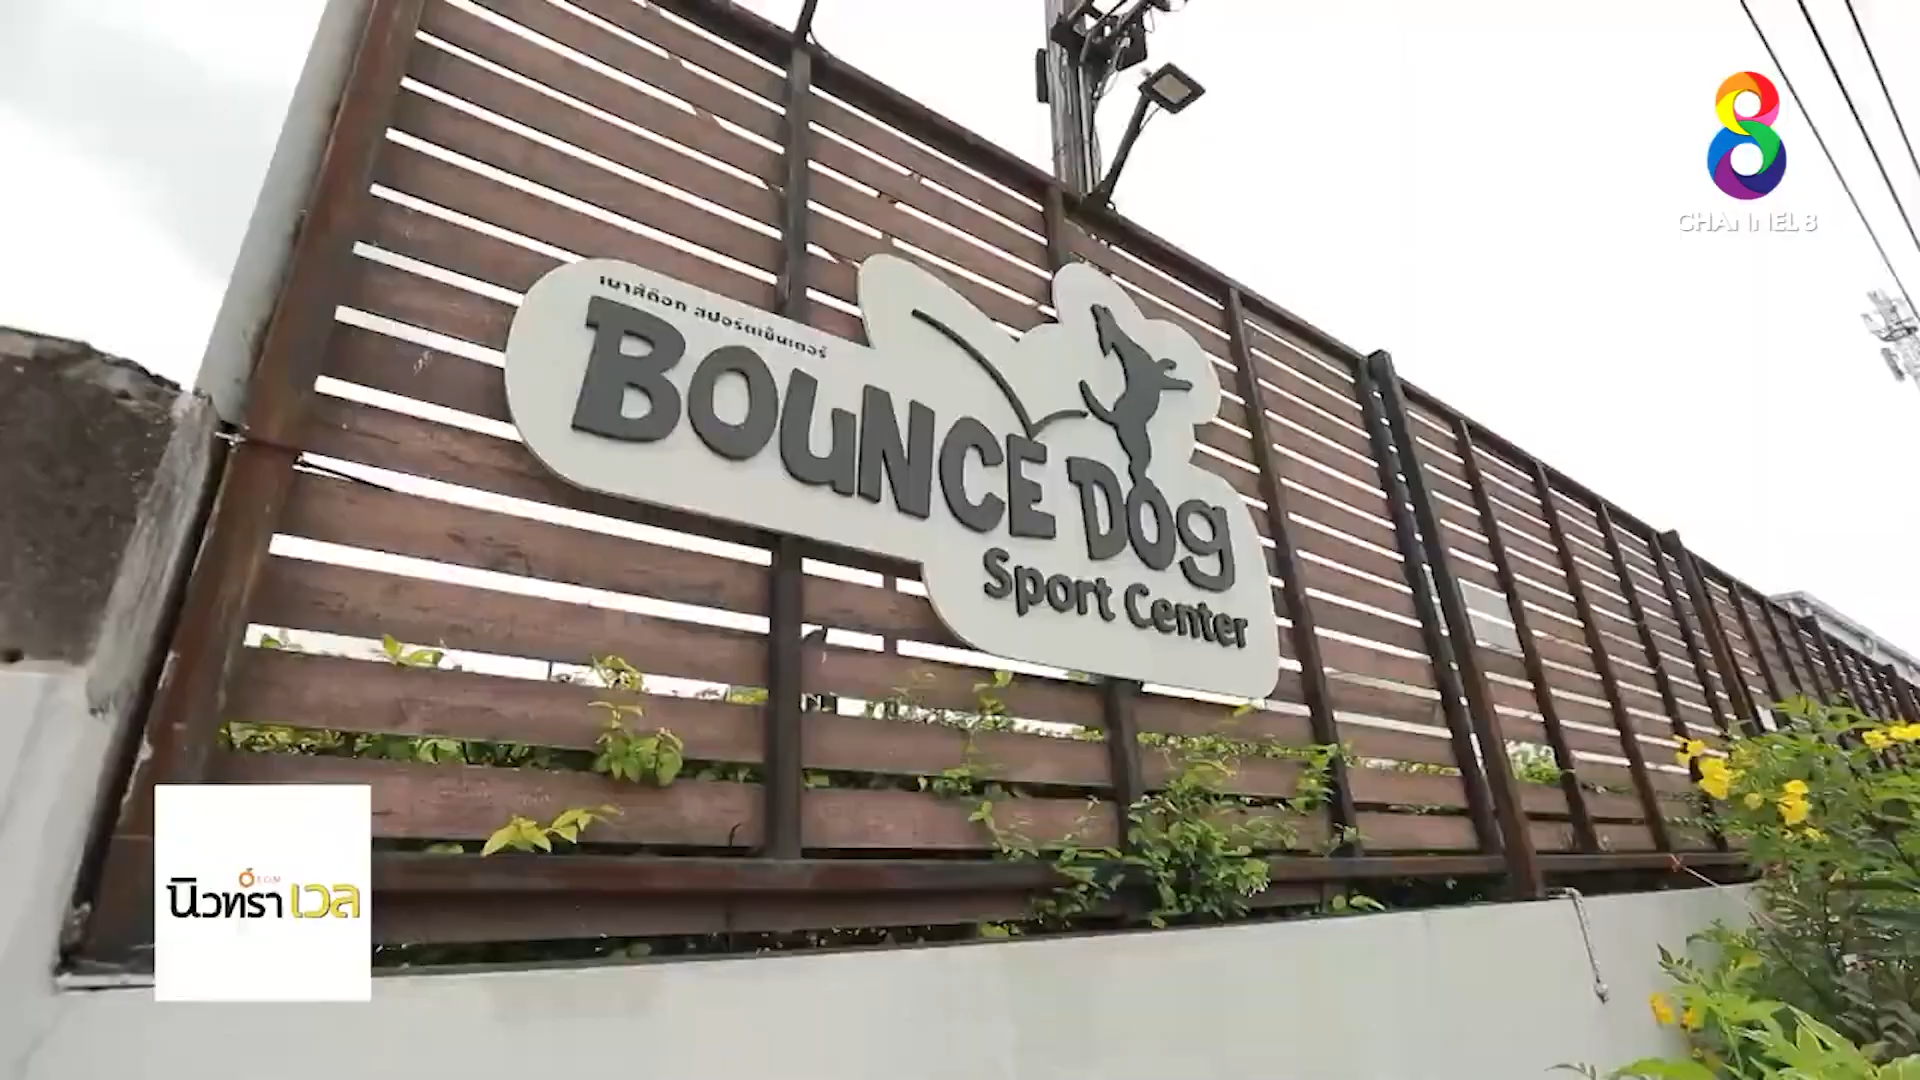 เบาส์ด็อก สปอร์ตเซ็นเตอร์
BOUNCE DOG
Sport Center
CHANNEL 8
นิวทรา เวล